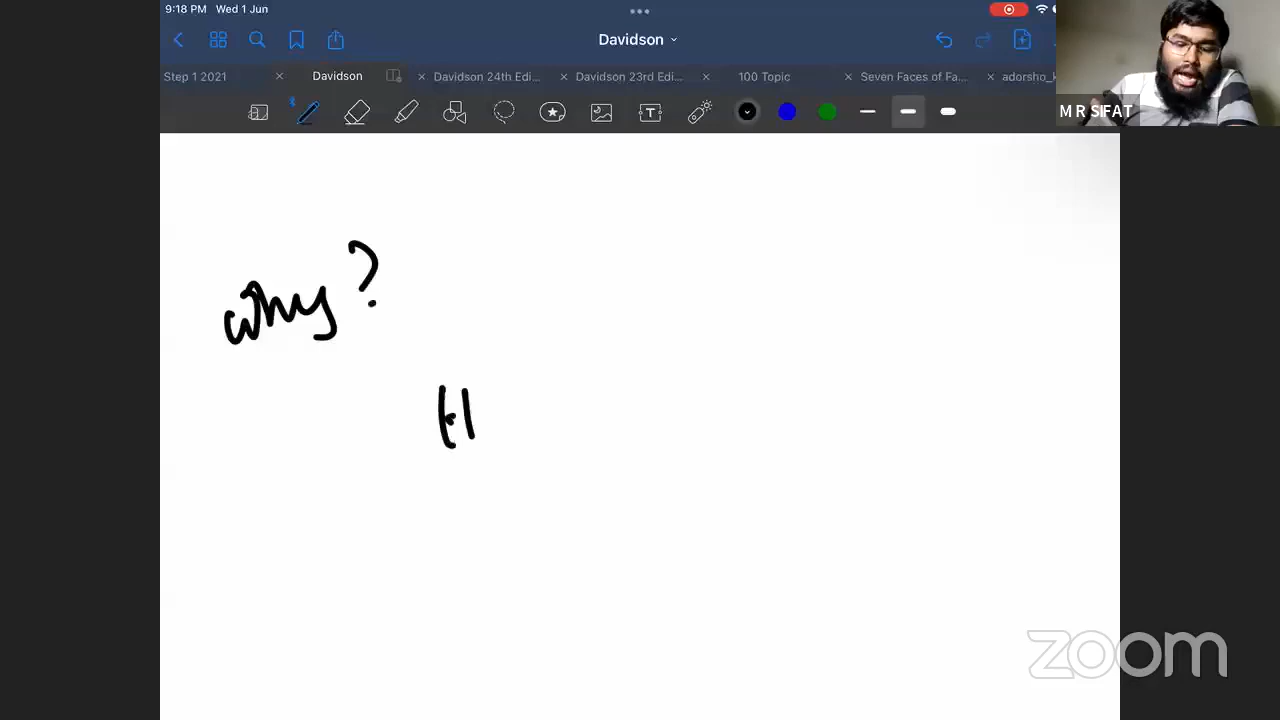 9:18 PM Wed 1 Jun
Davidson
M R SIFAT
Step 1 2021
Davidson
Davidson 24th Edi...
Davidson 23rd Edi...
100 Topic
Seven Faces of Fa...
adorsho_k
T
why?
H
zoom